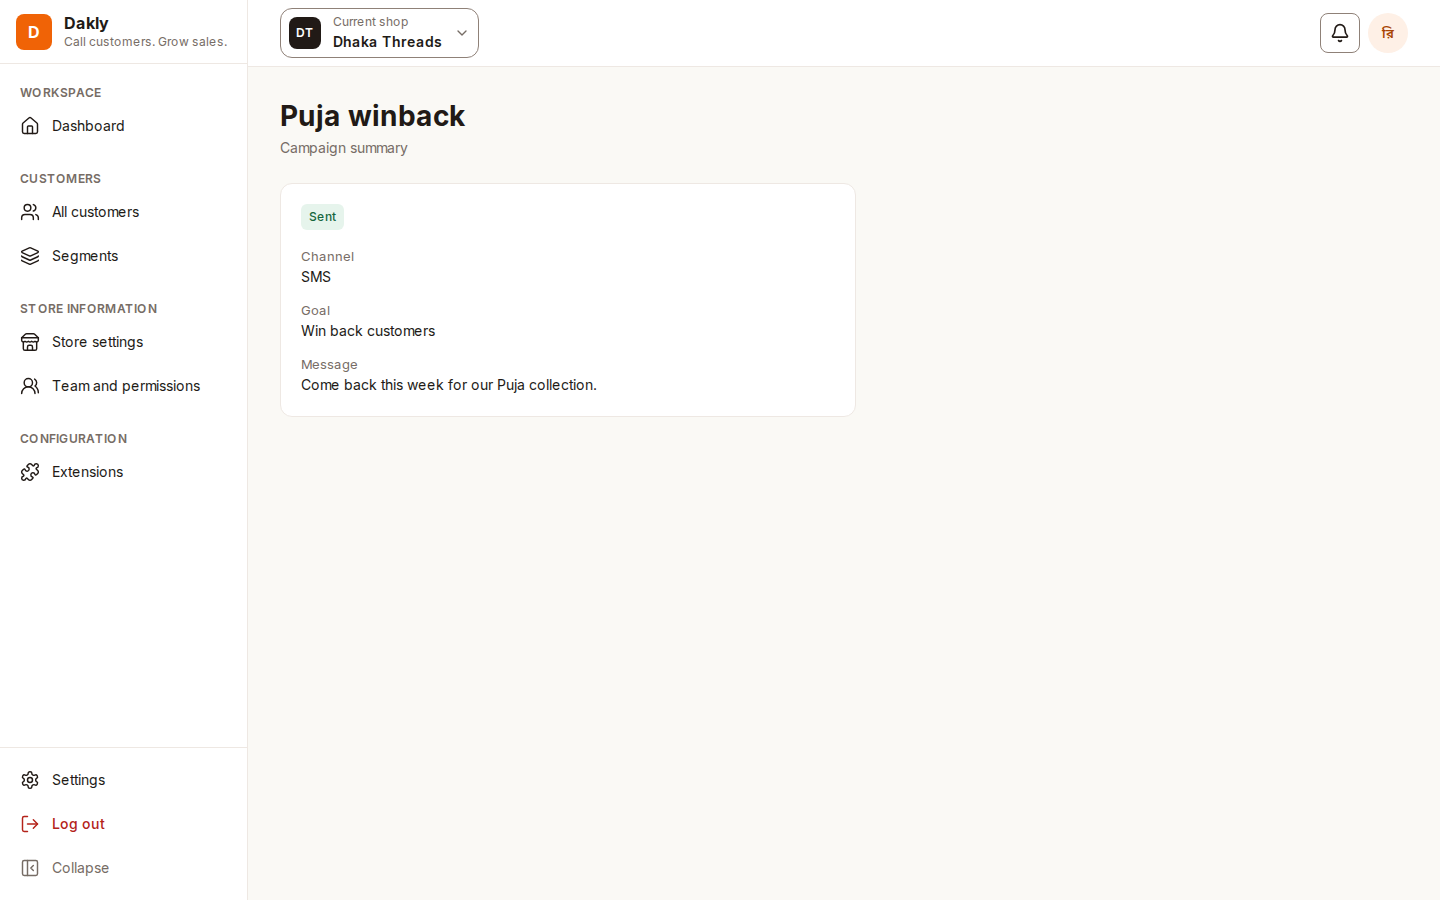 D
Dakly
Call customers. Grow sales.
WORKSPACE
Dashboard
CUSTOMERS
All customers
Segments
STORE INFORMATION
Store settings
Team and permissions
CONFIGURATION
Extensions
Settings
Log out
Collapse
DT
Current shop
Dhaka Threads
রি
Puja winback
Campaign summary
Sent
Channel
SMS
Goal
Win back customers
Message
Come back this week for our Puja collection.